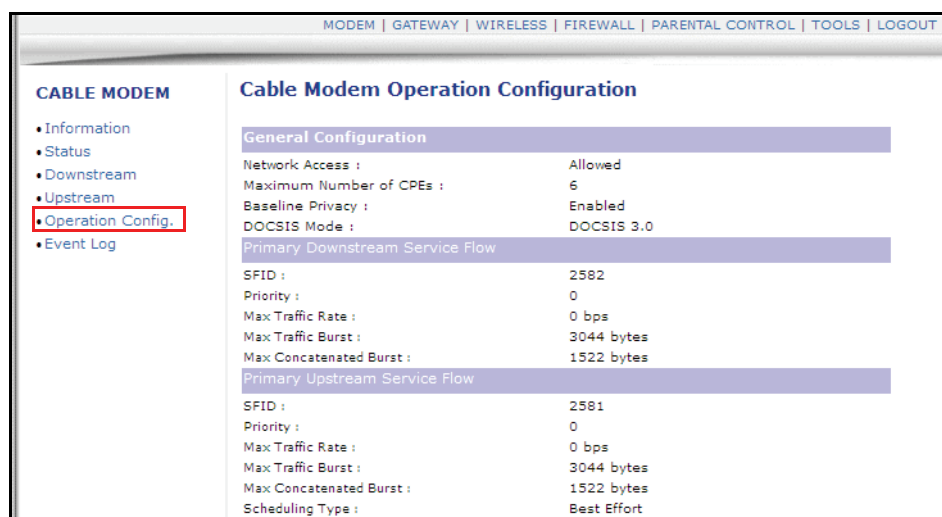 MODEM | GATEWAY | WIRELESS | FIREWALL | PARENTAL CONTROL | TOOLS | LOGOUT
CABLE MODEM
• Information
• Status
• Downstream
• Upstream
• Operation Config.
• Event Log
Cable Modem Operation Configuration
General Configuration
Network Access : Allowed
Maximum Number of CPEs : 6
Baseline Privacy : Enabled
DOCSIS Mode : DOCSIS 3.0
Primary Downstream Service Flow
SFID : 2582
Priority : 0
Max Traffic Rate : 0 bps
Max Traffic Burst : 3044 bytes
Max Concatenated Burst : 1522 bytes
Primary Upstream Service Flow
SFID : 2581
Priority : 0
Max Traffic Rate : 0 bps
Max Traffic Burst : 3044 bytes
Max Concatenated Burst : 1522 bytes
Scheduling Type : Best Effort